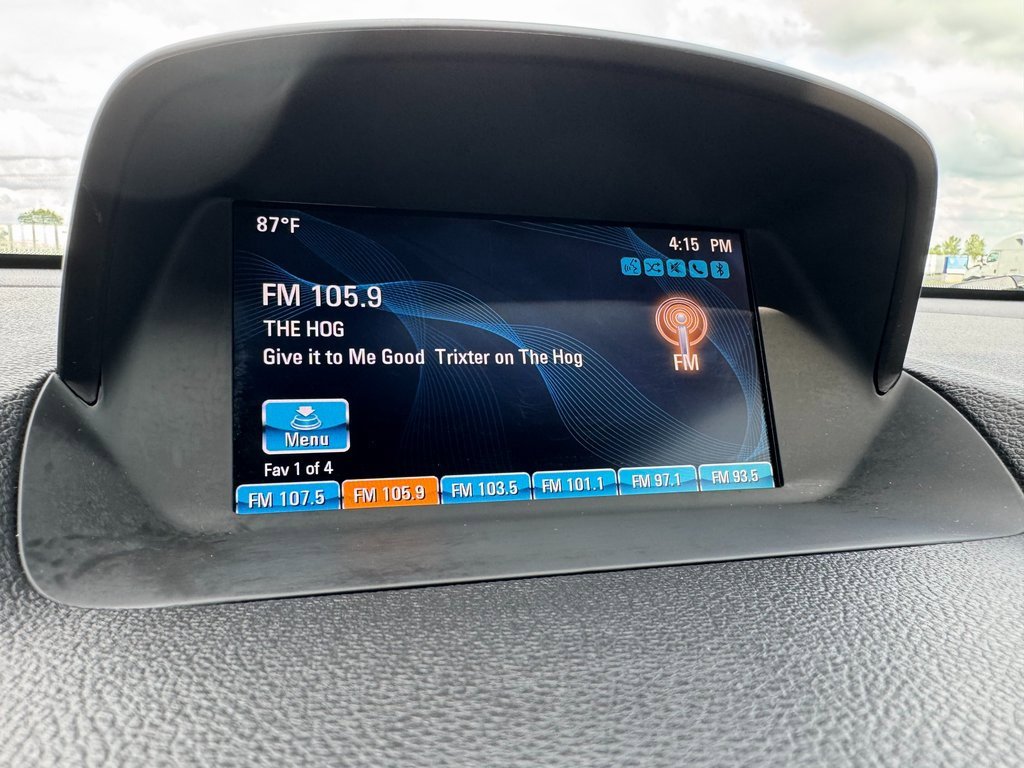 87°F
4:15 PM
FM 105.9
THE HOG
Give it to Me Good Trixter on The Hog
FM
Menu
Fav 1 of 4
FM 107.5 FM 105.9 FM 103.5 FM 101.1 FM 97.1 FM 93.5